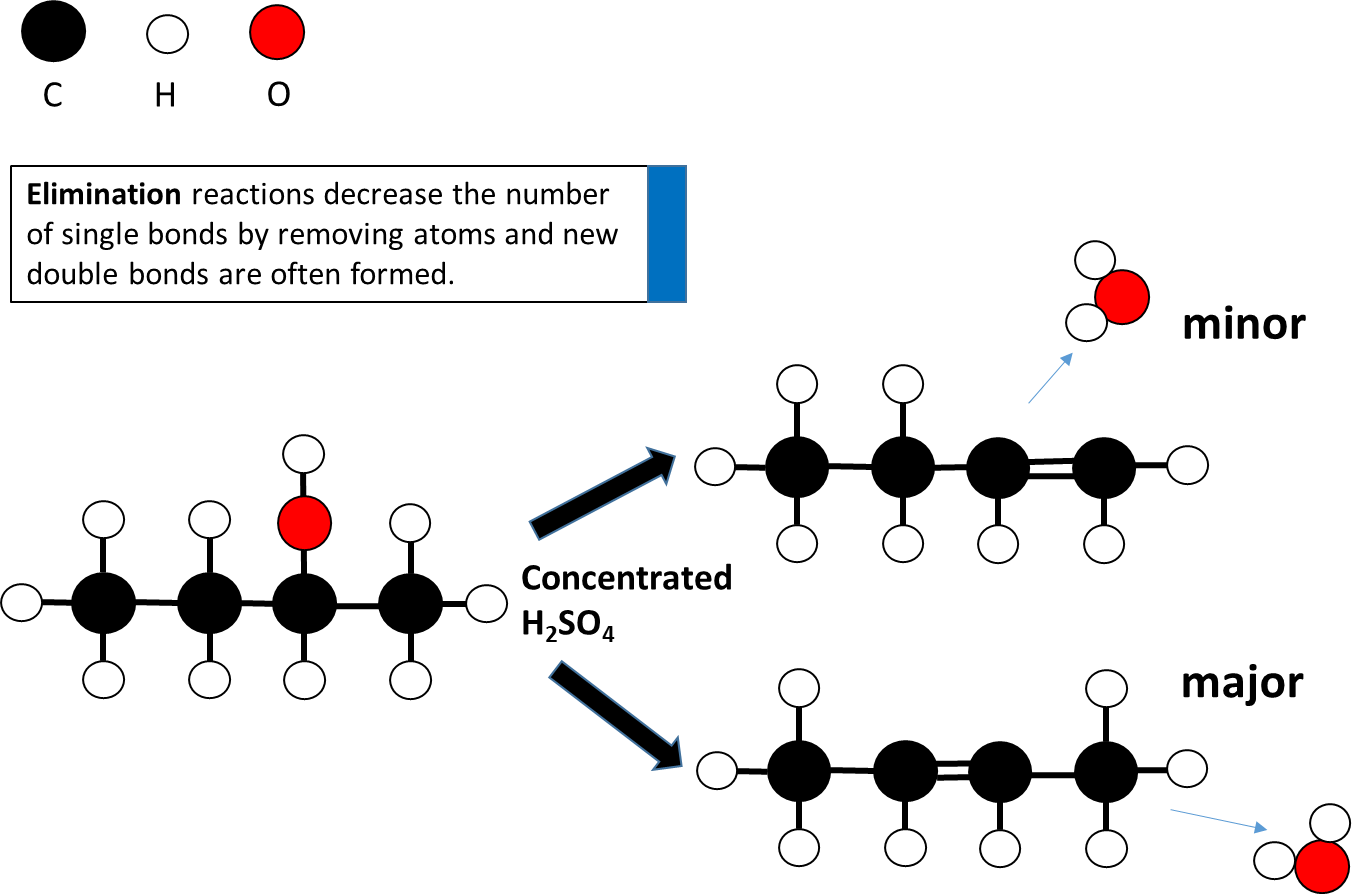 C H O
Elimination reactions decrease the number
of single bonds by removing atoms and new
double bonds are often formed.
minor
Concentrated
H₂SO₄
major